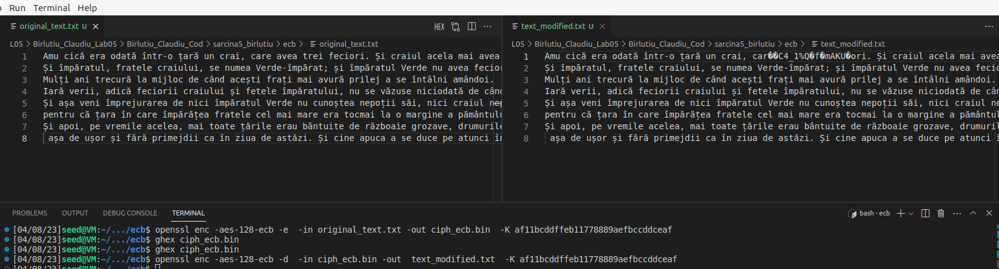 Run Terminal Help
original_text.txt U
HEX
L05 > Birlutiu_Claudiu_Lab05 > Birlutiu_Claudiu_Cod > sarcina5_birlutiu > ecb > original_text.txt
1 Amu cică era odată într-o țară un crai, care avea trei feciori. Și craiul acela mai avea
2 Și împăratul, fratele craiului, se numea Verde-împărat; și împăratul Verde nu avea fecior
3 Mulți ani trecură la mijloc de când acești frați mai avură prilej a se întâlni amândoi.
4 Iară verii, adică feciorii craiului și fetele împăratului, nu se văzuse niciodată de când
5 Și așa veni împrejurarea de nici împăratul Verde nu cunoștea nepoții săi, nici craiul nep
6 pentru că țara în care împărăția fratele cel mai mare era tocmai la o margine a pământulu
7 Și apoi, pe vremile acelea, mai toate țările erau bântuite de războaie grozave, drumurile
8 așa de ușor și fără primejdii ca în ziua de astăzi. Și cine apuca a se duce pe atunci în
text_modified.txt U
L05 > Birlutiu_Claudiu_Lab05 > Birlutiu_Claudiu_Cod > sarcina5_birlutiu > ecb > text_modified.txt
1 Amu cică era odată într-o țară un crai, car��C4_1%Q�f�mAKU�ori. Și craiul acela mai avea
2 Și împăratul, fratele craiului, se numea Verde-împărat; și împăratul Verde nu avea fecior
3 Mulți ani trecură la mijloc de când acești frați mai avură prilej a se întâlni amândoi.
4 Iară verii, adică feciorii craiului și fetele împăratului, nu se văzuse niciodată de cân
5 Și așa veni împrejurarea de nici împăratul Verde nu cunoștea nepoții săi, nici craiul ne
6 pentru că țara în care împărățea fratele cel mai mare era tocmai la o margine a pământul
7 Și apoi, pe vremile acelea, mai toate țările erau bântuite de războaie grozave, drumuril
8 așa de ușor și fără primejdii ca în ziua de astăzi. Și cine apuca a se duce pe atunci î
PROBLEMS OUTPUT DEBUG CONSOLE TERMINAL
bash - ecb
[04/08/23]seed@VM:~/.../ecb$ openssl enc -aes-128-ecb -e -in original_text.txt -out ciph_ecb.bin -K af11bcddffeb11778889aefbccddceaf
[04/08/23]seed@VM:~/.../ecb$ ghex ciph_ecb.bin
[04/08/23]seed@VM:~/.../ecb$ ghex ciph_ecb.bin
[04/08/23]seed@VM:~/.../ecb$ openssl enc -aes-128-ecb -d -in ciph_ecb.bin -out text_modified.txt -K af11bcddffeb11778889aefbccddceaf
[04/08/23]seed@VM:~/.../ecb$